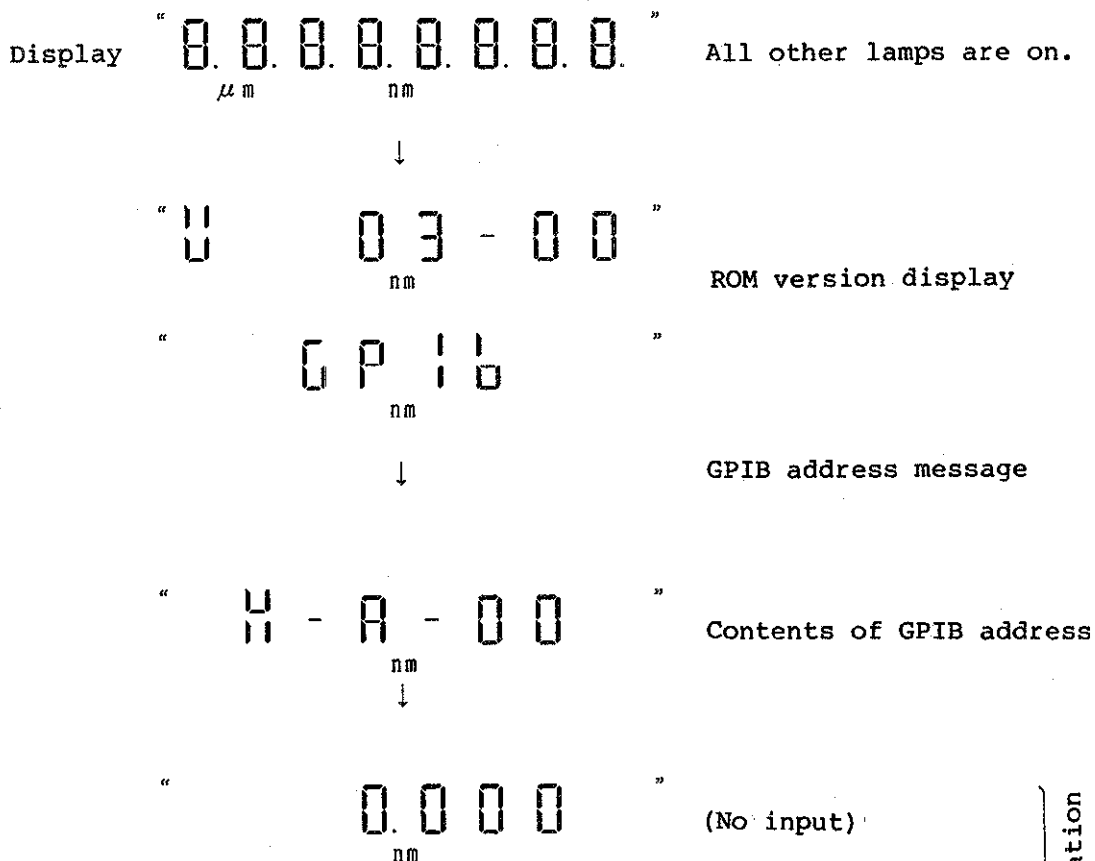 Display “ 8. 8. 8. 8. 8. 8. 8. 8. ” All other lamps are on.
μm nm
↓
“ U 03-00 ”
nm ROM version display
“ GPIb ”
nm
↓ GPIB address message
“ H-A-00 ” Contents of GPIB address
nm
↓
“ 0.000 ” (No input)
nm